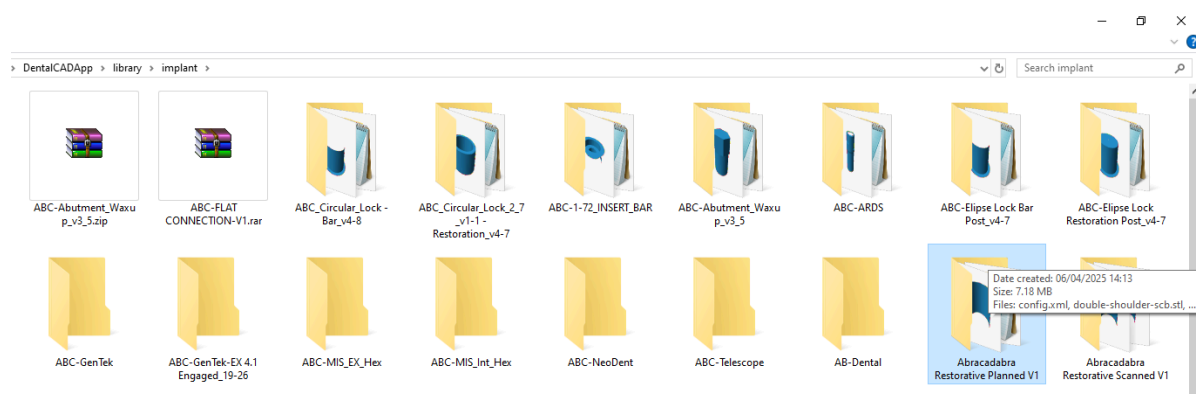 DentalCADApp > library > implant >
Search implant
ABC-Abutment_Waxu
p_v3_5.zip
ABC-FLAT
CONNECTION-V1.rar
ABC_Circular_Lock -
Bar_v4-8
ABC_Circular_Lock_2_7
_v1-1 -
Restoration_v4-7
ABC-1-72_INSERT_BAR
ABC-Abutment_Waxu
p_v3_5
ABC-ARDS
ABC-Elipse Lock Bar
Post_v4-7
ABC-Elipse Lock
Restoration Post_v4-7
Date created: 06/04/2025 14:13
Size: 7.18 MB
Files: config.xml, double-shoulder-scb.stl, ...
ABC-GenTek
ABC-GenTek-EX 4.1
Engaged_19-26
ABC-MIS_EX_Hex
ABC-MIS_Int_Hex
ABC-NeoDent
ABC-Telescope
AB-Dental
Abracadabra
Restorative Planned V1
Abracadabra
Restorative Scanned V1